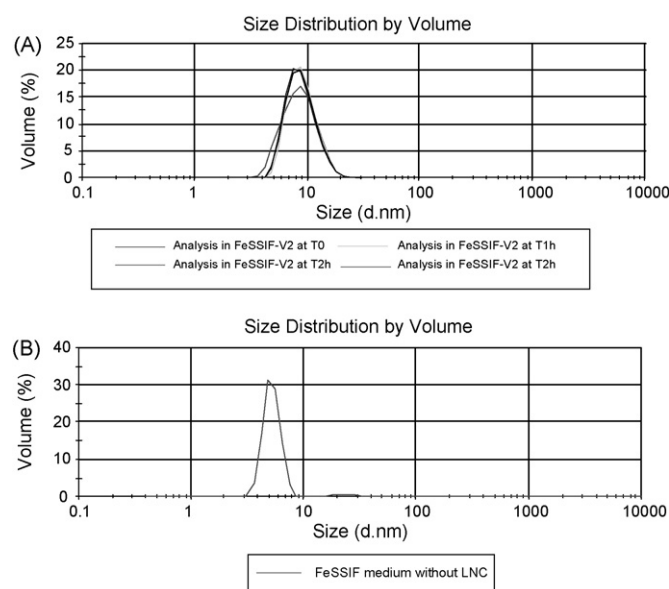 (A)
Size Distribution by Volume
Volume (%)
25
20
15
10
5
0
0.1 1 10 100 1000 10000
Size (d.nm)
Analysis in FeSSIF-V2 at T0 Analysis in FeSSIF-V2 at T1h
Analysis in FeSSIF-V2 at T2h Analysis in FeSSIF-V2 at T2h
(B)
Size Distribution by Volume
Volume (%)
40
30
20
10
0
0.1 1 10 100 1000 10000
Size (d.nm)
FeSSIF medium without LNC